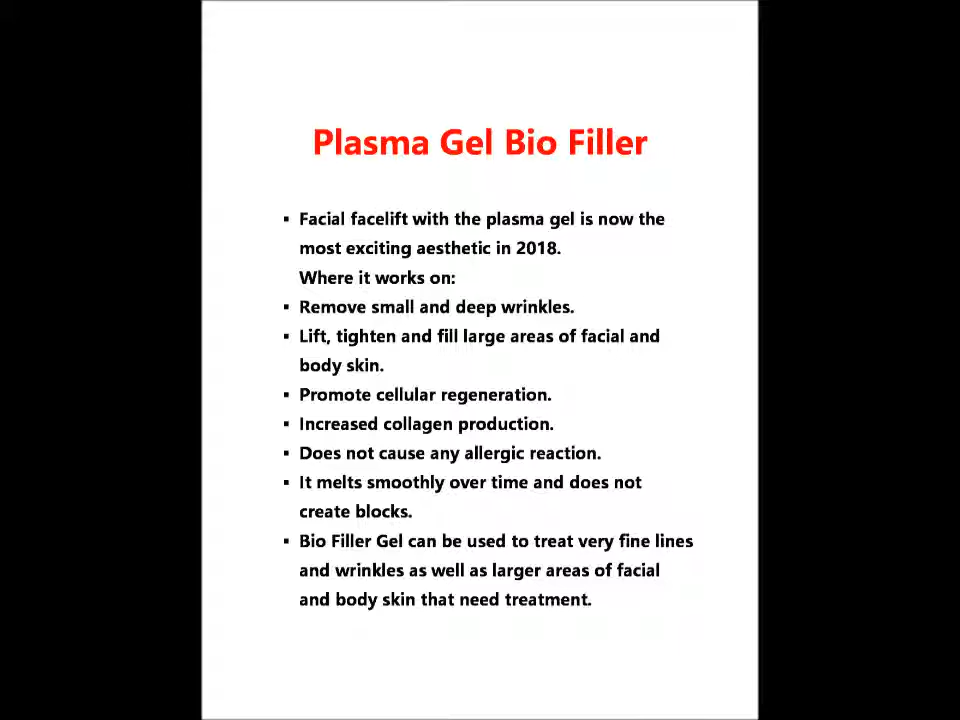 Plasma Gel Bio Filler
▪ Facial facelift with the plasma gel is now the
most exciting aesthetic in 2018.
Where it works on:
▪ Remove small and deep wrinkles.
▪ Lift, tighten and fill large areas of facial and
body skin.
▪ Promote cellular regeneration.
▪ Increased collagen production.
▪ Does not cause any allergic reaction.
▪ It melts smoothly over time and does not
create blocks.
▪ Bio Filler Gel can be used to treat very fine lines
and wrinkles as well as larger areas of facial
and body skin that need treatment.